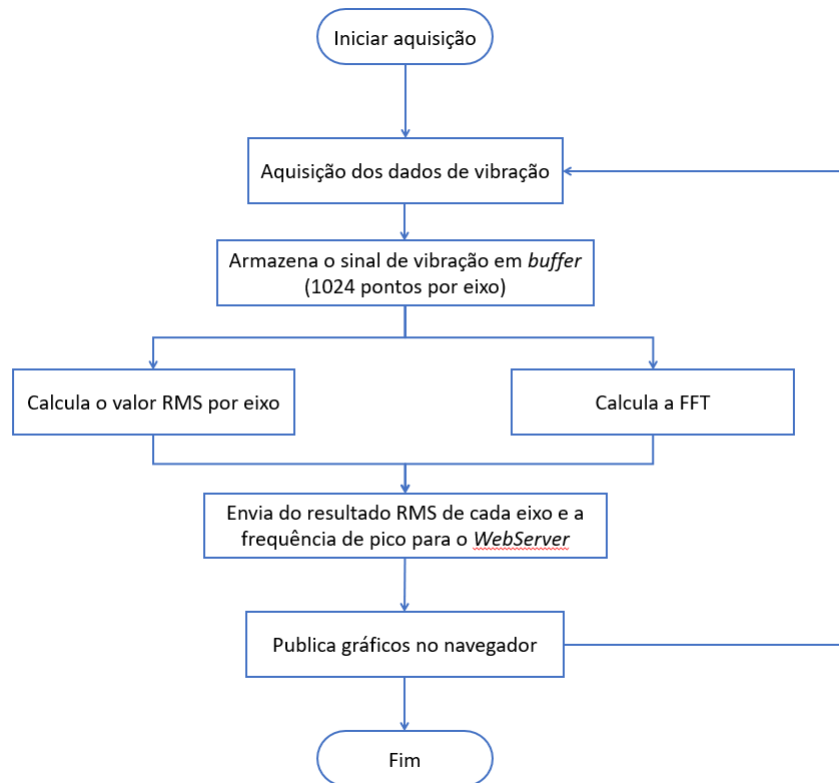 Iniciar aquisição
Aquisição dos dados de vibração
Armazena o sinal de vibração em buffer
(1024 pontos por eixo)
Calcula o valor RMS por eixo
Calcula a FFT
Envia do resultado RMS de cada eixo e a
frequência de pico para o WebServer
Publica gráficos no navegador
Fim